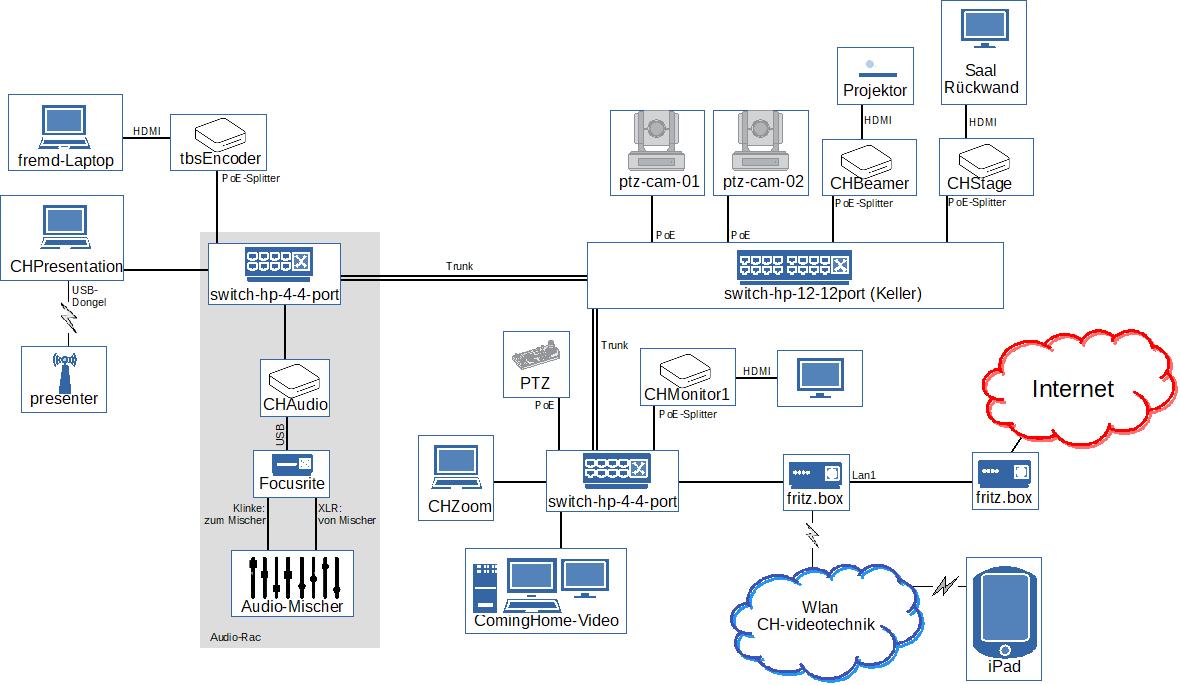 Saal
Rückwand
Projektor
HDMI
HDMI
fremd-Laptop
HDMI
tbsEncoder
PoE-Splitter
ptz-cam-01
ptz-cam-02
CHBeamer
PoE-Splitter
CHStage
PoE-Splitter
PoE
PoE
CHPresentation
USB-
Dongel
presenter
switch-hp-4-4-port
Trunk
switch-hp-12-12port (Keller)
Trunk
PTZ
PoE
CHMonitor1
PoE-Splitter
HDMI
Internet
CHAudio
USB
Focusrite
Klinke:
zum Mischer
XLR:
von Mischer
Audio-Mischer
Audio-Rac
CHZoom
switch-hp-4-4-port
fritz.box
Lan1
fritz.box
ComingHome-Video
Wlan
CH-videotechnik
iPad